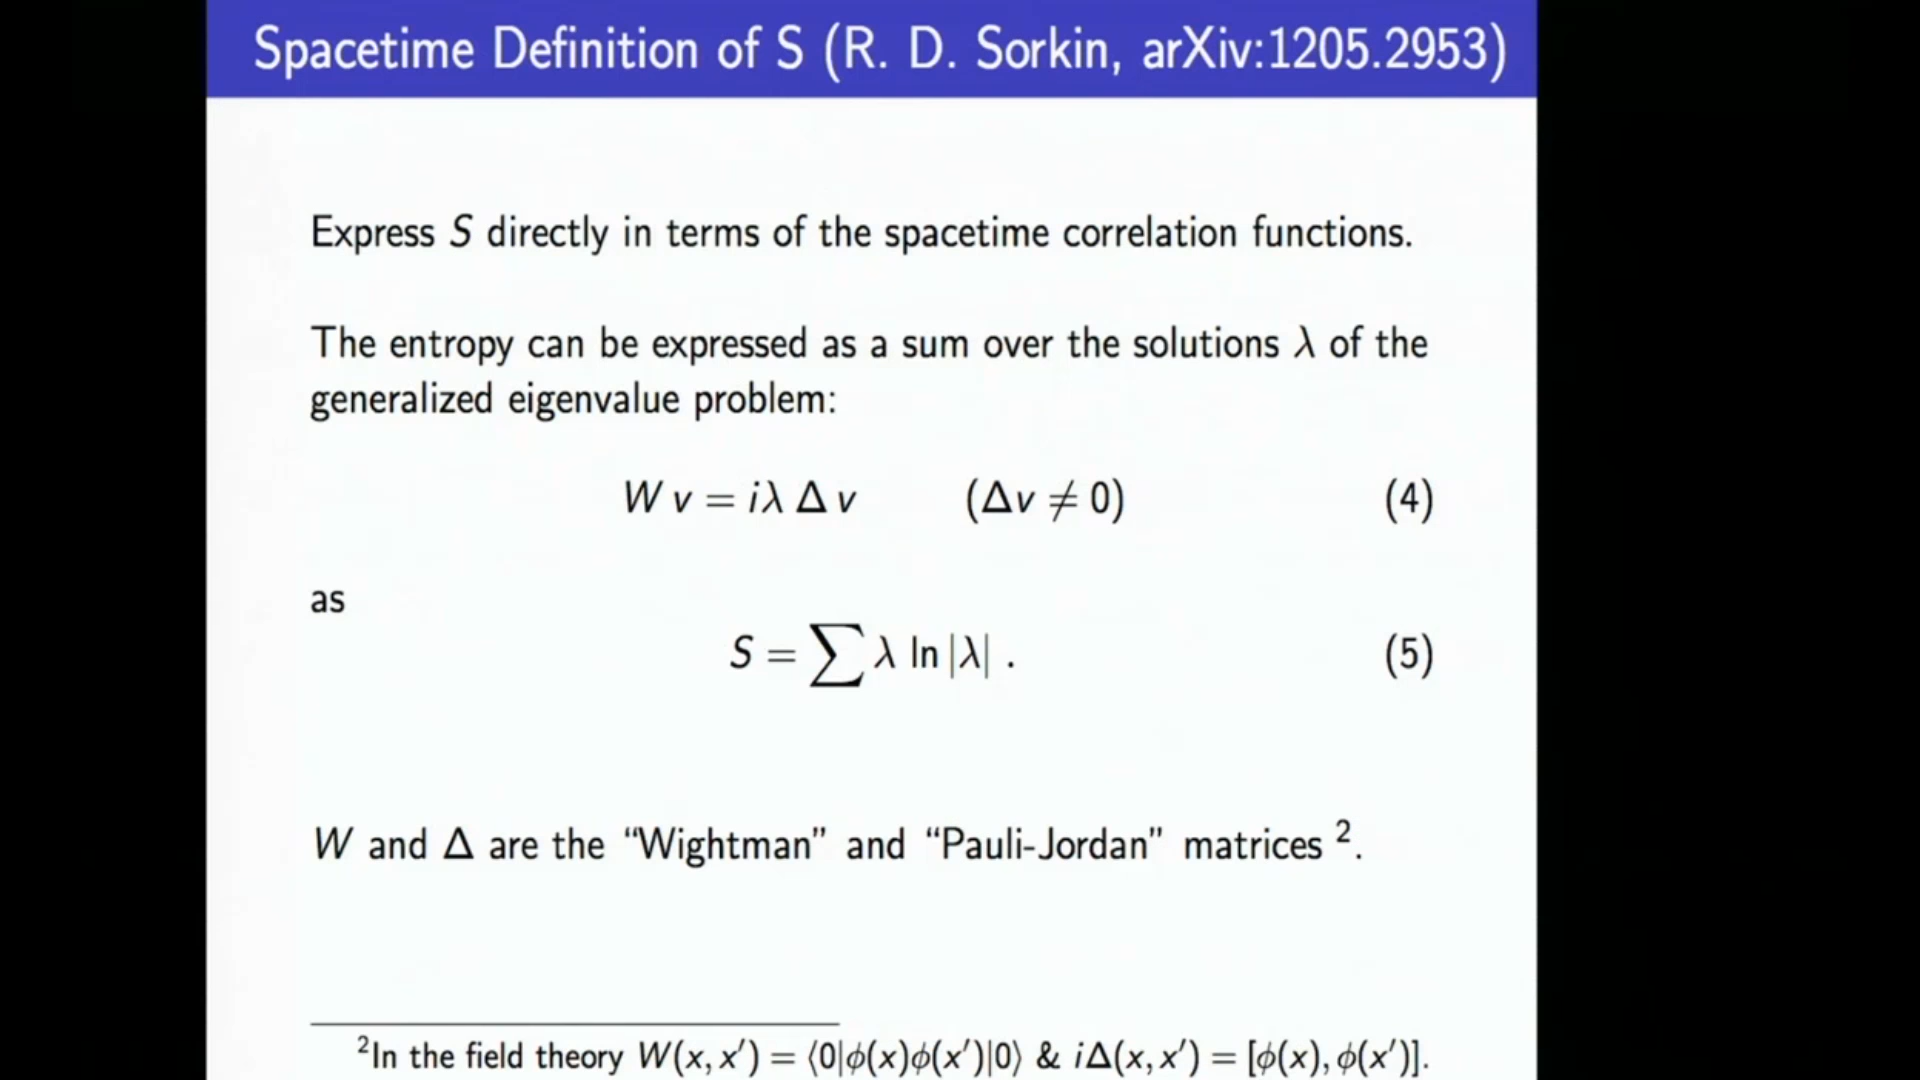 Spacetime Definition of S (R. D. Sorkin, arXiv:1205.2953)
Express S directly in terms of the spacetime correlation functions.
The entropy can be expressed as a sum over the solutions λ of the
generalized eigenvalue problem:
W v = iλ Δ v (Δv ≠ 0) (4)
as
S = ∑ λ ln |λ| . (5)
W and Δ are the “Wightman” and “Pauli-Jordan” matrices ².
²In the field theory W(x, x′) = ⟨0|ϕ(x)ϕ(x′)|0⟩ & iΔ(x, x′) = [ϕ(x), ϕ(x′)].